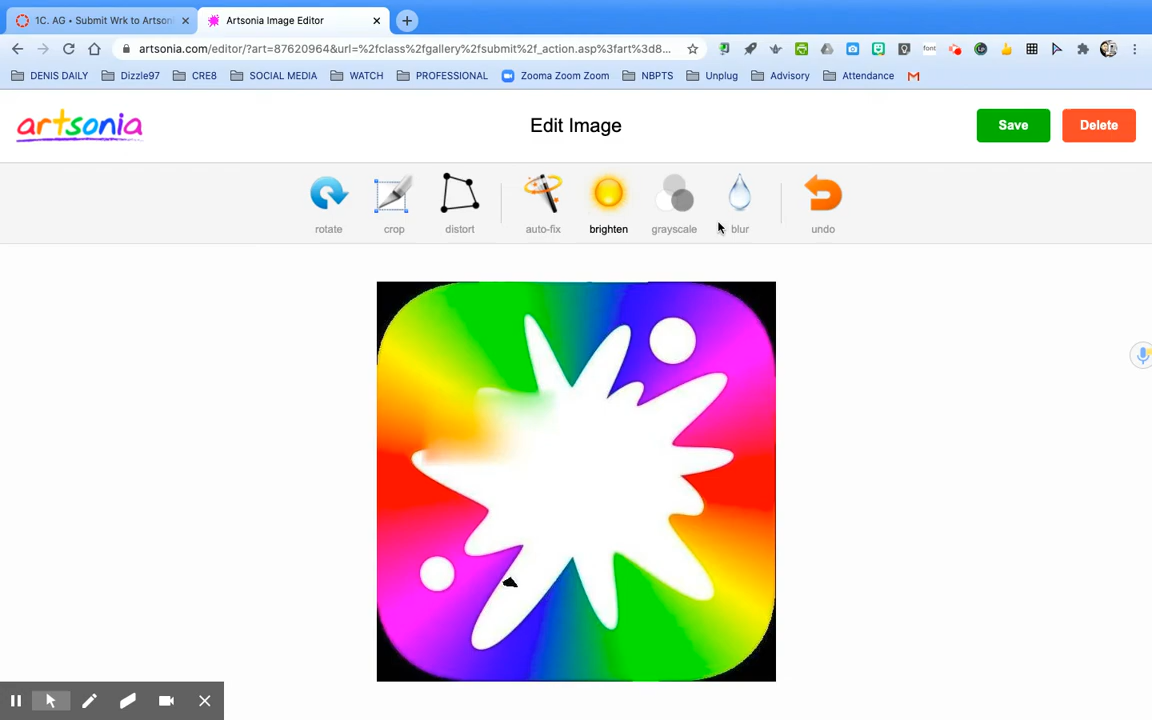 1C. AG • Submit Wrk to Artsoni
Artsonia Image Editor
artsonia.com/editor/?art=87620964&url=%2fclass%2fgallery%2fsubmit%2f_action.asp%3fart%3d8...
font
DENIS DAILY
Dizzle97
CRE8
SOCIAL MEDIA
WATCH
PROFESSIONAL
Zooma Zoom Zoom
NBPTS
Unplug
Advisory
Attendance
artsonia
Edit Image
Save
Delete
rotate
crop
distort
auto-fix
brighten
grayscale
blur
undo